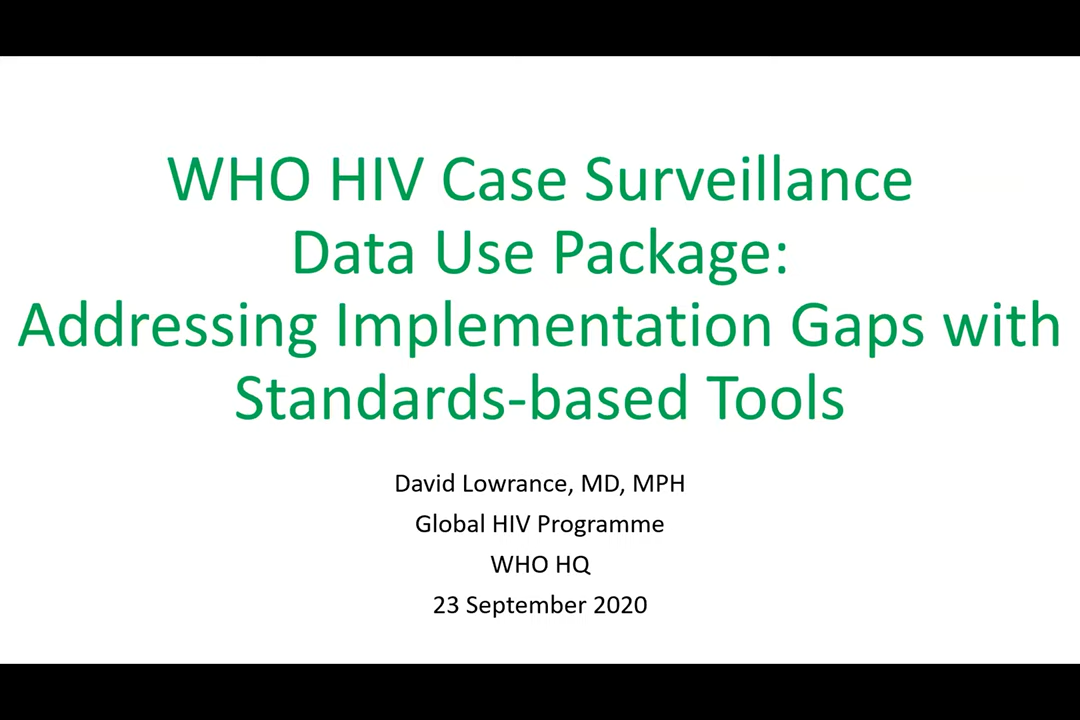 WHO HIV Case Surveillance
Data Use Package:
Addressing Implementation Gaps with
Standards-based Tools
David Lowrance, MD, MPH
Global HIV Programme
WHO HQ
23 September 2020